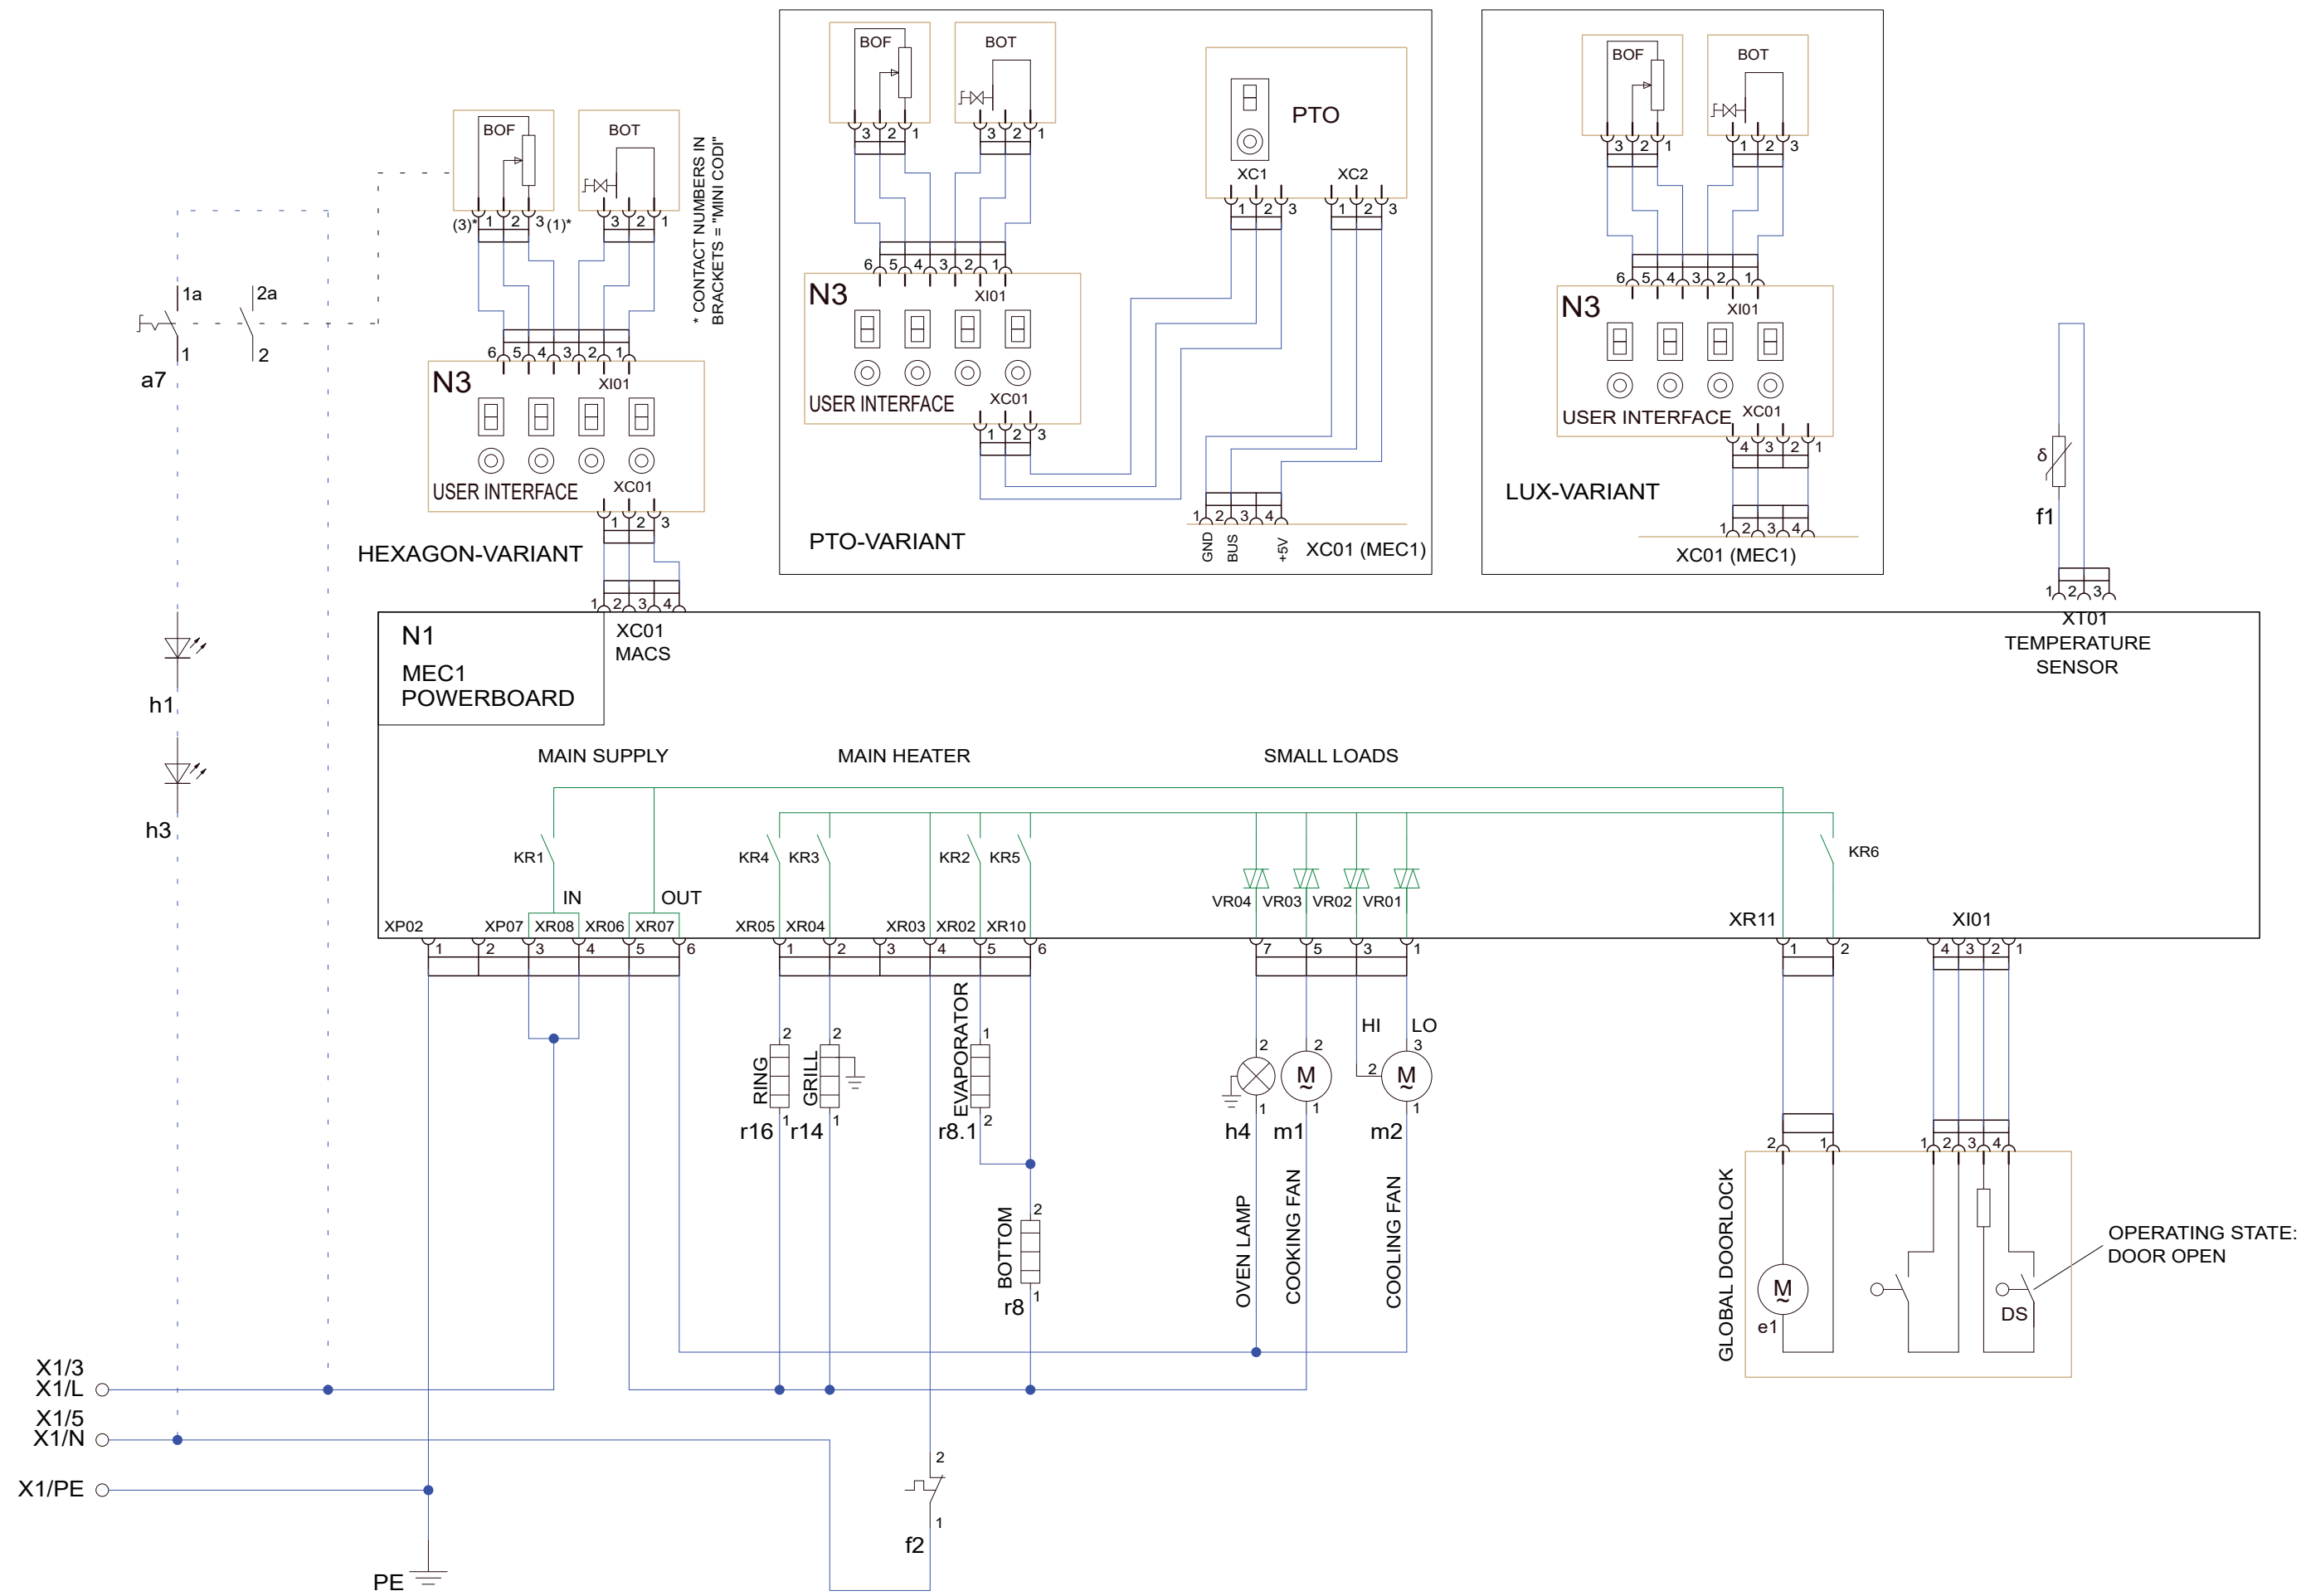 BOF
BOT
3 2 1
3 2 1
PTO
XC1
XC2
1 2 3
1 2 3
6 5 4 3 2 1
N3
XI01
USER INTERFACE
XC01
1 2 3
PTO-VARIANT
1 2 3 4
GND
BUS
+5V
XC01 (MEC1)
BOF
BOT
3 2 1
1 2 3
6 5 4 3 2 1
N3
XI01
USER INTERFACE
XC01
4 3 2 1
LUX-VARIANT
1 2 3 4
XC01 (MEC1)
BOF
BOT
(3)* 1 2 3 (1)*
3 2 1
* CONTACT NUMBERS IN
BRACKETS = "MINI CODI"
6 5 4 3 2 1
N3
XI01
USER INTERFACE
XC01
1 2 3
HEXAGON-VARIANT
1 2 3 4
1a
2a
1
2
a7
h1
h3
δ
f1
1 2 3
XT01
TEMPERATURE
SENSOR
N1
MEC1
POWERBOARD
XC01
MACS
MAIN SUPPLY
MAIN HEATER
SMALL LOADS
KR1
KR4
KR3
KR2
KR5
KR6
IN
OUT
VR04
VR03
VR02
VR01
XP02
XP07
XR08
XR06
XR07
XR05
XR04
XR03
XR02
XR10
XR11
XI01
1 2 3 4 5 6
1 2 3 4 5 6
7 5 3 1
1 2
4 3 2 1
RING
2
1
r16
GRILL
2
1
r14
EVAPORATOR
1
2
r8.1
BOTTOM
2
1
r8
2
1
h4
OVEN LAMP
2
M
~
1
m1
COOKING FAN
HI
LO
3
2
M
~
1
m2
COOLING FAN
2 1
1 2 3 4
GLOBAL DOORLOCK
M
~
e1
DS
OPERATING STATE:
DOOR OPEN
X1/3
X1/L
X1/5
X1/N
X1/PE
PE
2
1
f2